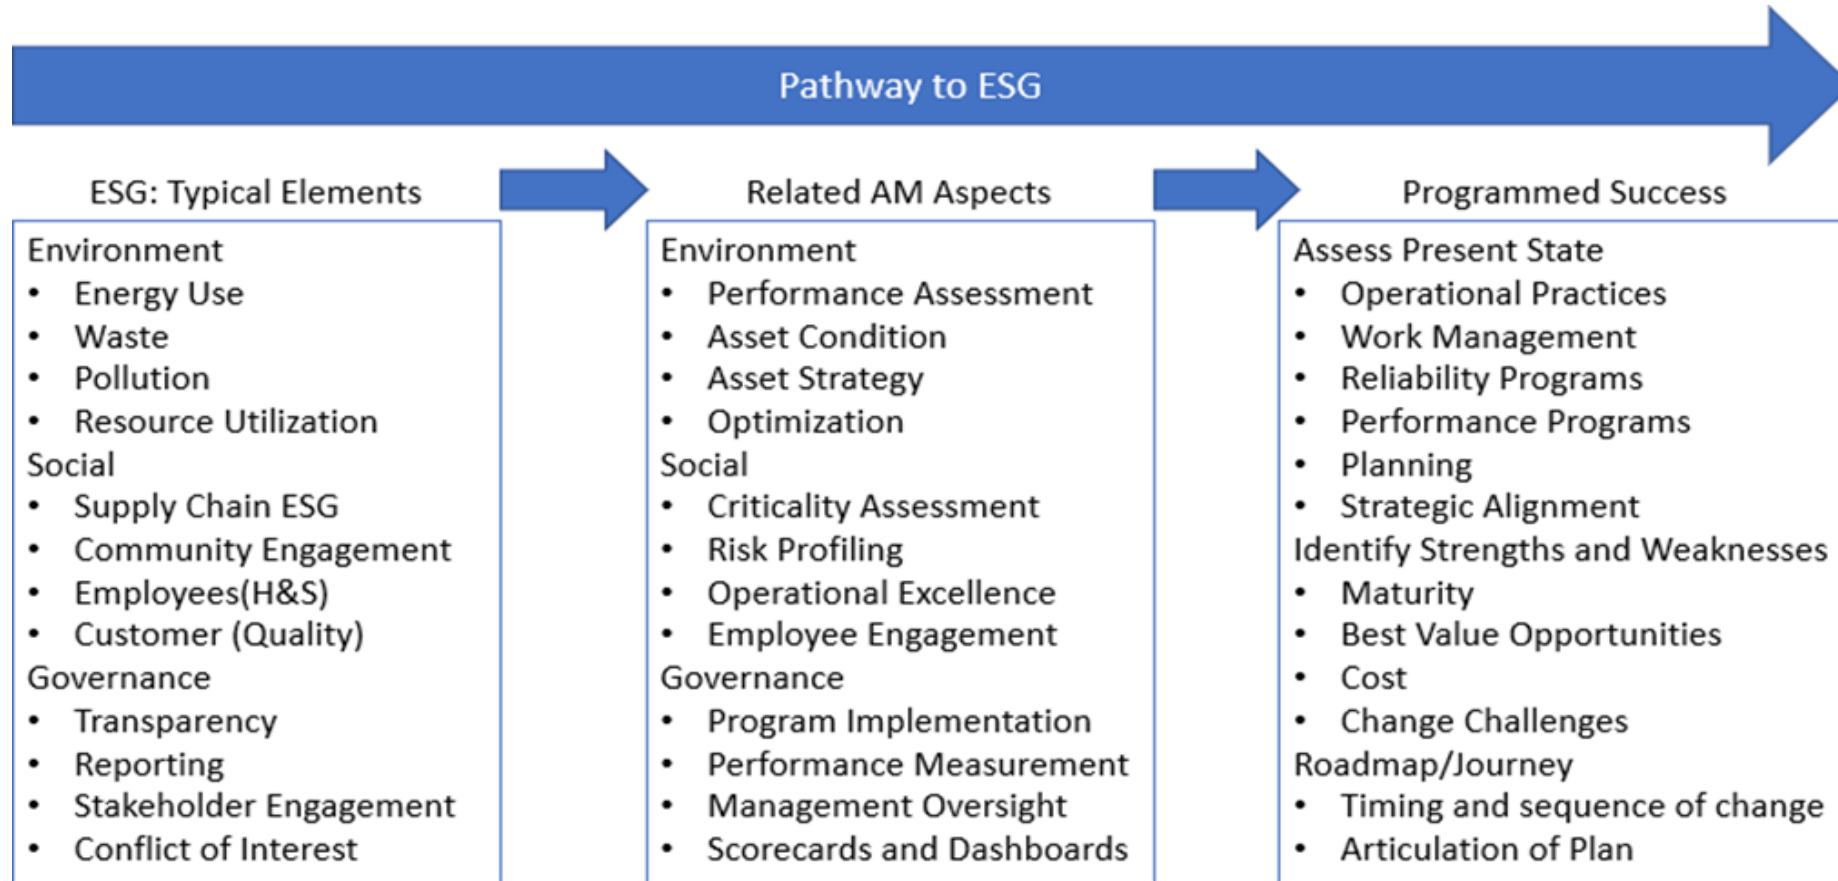 Pathway to ESG
ESG: Typical Elements
Environment
• Energy Use
• Waste
• Pollution
• Resource Utilization
Social
• Supply Chain ESG
• Community Engagement
• Employees(H&S)
• Customer (Quality)
Governance
• Transparency
• Reporting
• Stakeholder Engagement
• Conflict of Interest
Related AM Aspects
Environment
• Performance Assessment
• Asset Condition
• Asset Strategy
• Optimization
Social
• Criticality Assessment
• Risk Profiling
• Operational Excellence
• Employee Engagement
Governance
• Program Implementation
• Performance Measurement
• Management Oversight
• Scorecards and Dashboards
Programmed Success
Assess Present State
• Operational Practices
• Work Management
• Reliability Programs
• Performance Programs
• Planning
• Strategic Alignment
Identify Strengths and Weaknesses
• Maturity
• Best Value Opportunities
• Cost
• Change Challenges
Roadmap/Journey
• Timing and sequence of change
• Articulation of Plan